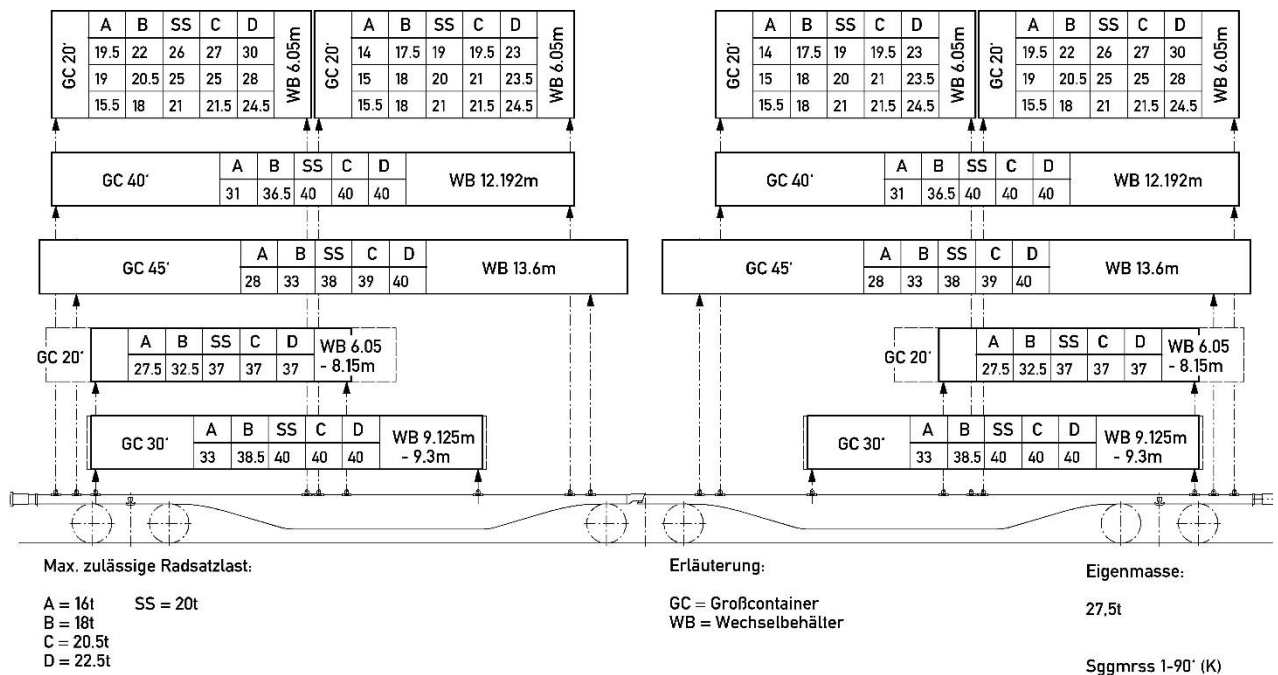 GC 20' A B SS C D WB 6.05m
19.5 22 26 27 30
19 20.5 25 25 28
15.5 18 21 21.5 24.5
GC 20' A B SS C D WB 6.05m
14 17.5 19 19.5 23
15 18 20 21 23.5
15.5 18 21 21.5 24.5
GC 20' A B SS C D WB 6.05m
14 17.5 19 19.5 23
15 18 20 21 23.5
15.5 18 21 21.5 24.5
GC 20' A B SS C D WB 6.05m
19.5 22 26 27 30
19 20.5 25 25 28
15.5 18 21 21.5 24.5
GC 40' A B SS C D WB 12.192m
31 36.5 40 40 40
GC 40' A B SS C D WB 12.192m
31 36.5 40 40 40
GC 45' A B SS C D WB 13.6m
28 33 38 39 40
GC 45' A B SS C D WB 13.6m
28 33 38 39 40
GC 20' A B SS C D WB 6.05
27.5 32.5 37 37 37 - 8.15m
GC 20' A B SS C D WB 6.05
27.5 32.5 37 37 37 - 8.15m
GC 30' A B SS C D WB 9.125m
33 38.5 40 40 40 - 9.3m
GC 30' A B SS C D WB 9.125m
33 38.5 40 40 40 - 9.3m
Max. zulässige Radsatzlast:
A = 16t SS = 20t
B = 18t
C = 20.5t
D = 22.5t
Erläuterung:
GC = Großcontainer
WB = Wechselbehälter
Eigenmasse:
27,5t
Sggmrss 1-90' (K)